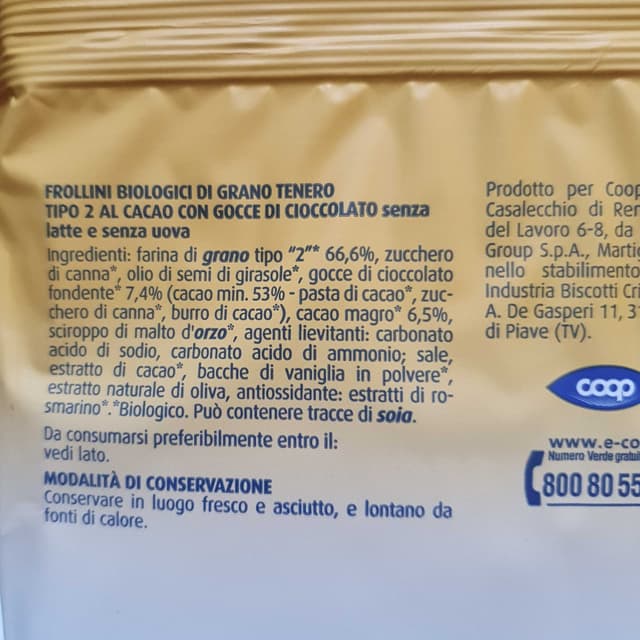 FROLLINI BIOLOGICI DI GRANO TENERO
TIPO 2 AL CACAO CON GOCCE DI CIOCCOLATO senza
latte e senza uova
Ingredienti: farina di grano tipo "2"* 66,6%, zucchero
di canna*, olio di semi di girasole*, gocce di cioccolato
fondente* 7,4% (cacao min. 53% - pasta di cacao*, zuc-
chero di canna*, burro di cacao*), cacao magro* 6,5%,
sciroppo di malto d'orzo*, agenti lievitanti: carbonato
acido di sodio, carbonato acido di ammonio; sale,
estratto di cacao*, bacche di vaniglia in polvere*,
estratto naturale di oliva, antiossidante: estratti di ro-
smarino*.*Biologico. Può contenere tracce di soia.
Da consumarsi preferibilmente entro il:
vedi lato.
MODALITÀ DI CONSERVAZIONE
Conservare in luogo fresco e asciutto, e lontano da
fonti di calore.
Prodotto per Coop
Casalecchio di Ren
del Lavoro 6-8, da
Group S.p.A., Martig
nello stabilimento
Industria Biscotti Cri
A. De Gasperi 11, 3
di Piave (TV).
coop
www.e-co
Numero Verde gratui
800 80 55